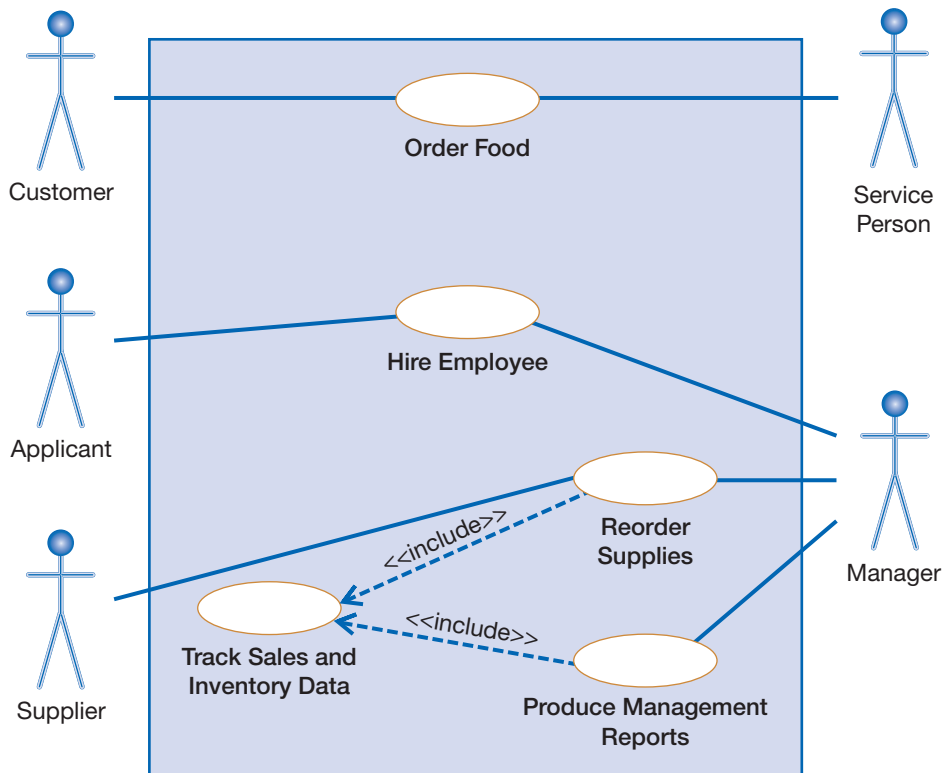 Order Food
Customer
Service
Person
Hire Employee
Applicant
Reorder
Supplies
<<include>>
Manager
<<include>>
Track Sales and
Inventory Data
Supplier
Produce Management
Reports